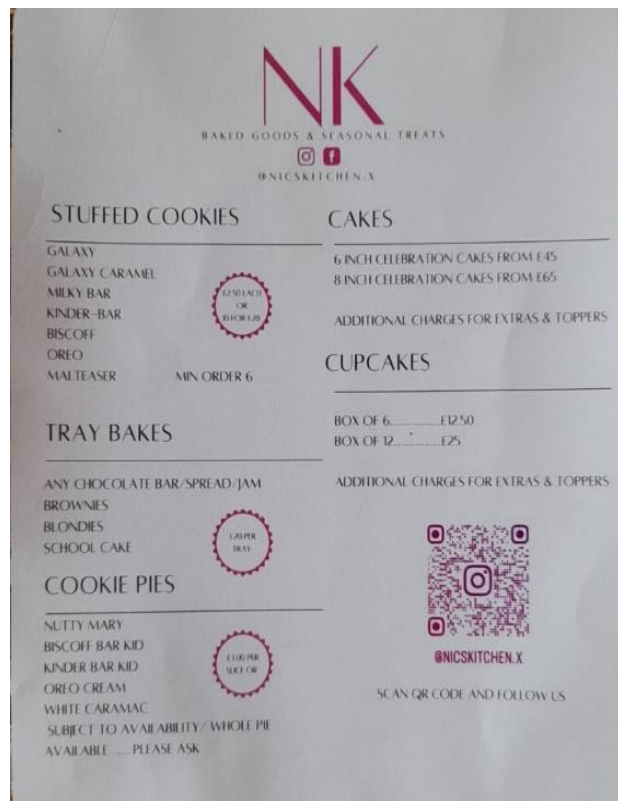 NK
BAKED GOODS & SEASONAL TREATS
@NICSKITCHEN.X
STUFFED COOKIES
GALAXY
GALAXY CARAMEL
MILKY BAR
KINDER-BAR
BISCOFF
OREO
MALTEASER MIN ORDER 6
£2.50 EACH
OR
10 FOR £20
TRAY BAKES
ANY CHOCOLATE BAR/SPREAD/JAM
BROWNIES
BLONDIES
SCHOOL CAKE
£20 PER
TRAY
COOKIE PIES
NUTTY MARY
BISCOFF BAR KID
KINDER BAR KID
OREO CREAM
WHITE CARAMAC
SUBJECT TO AVAILABILITY/ WHOLE PIE
AVAILABLE ..... PLEASE ASK
PER
SLICE OR
CAKES
6 INCH CELEBRATION CAKES FROM £45
8 INCH CELEBRATION CAKES FROM £65
ADDITIONAL CHARGES FOR EXTRAS & TOPPERS
CUPCAKES
BOX OF 6..................£12.50
BOX OF 12................£25
ADDITIONAL CHARGES FOR EXTRAS & TOPPERS
@NICSKITCHEN.X
SCAN QR CODE AND FOLLOW US